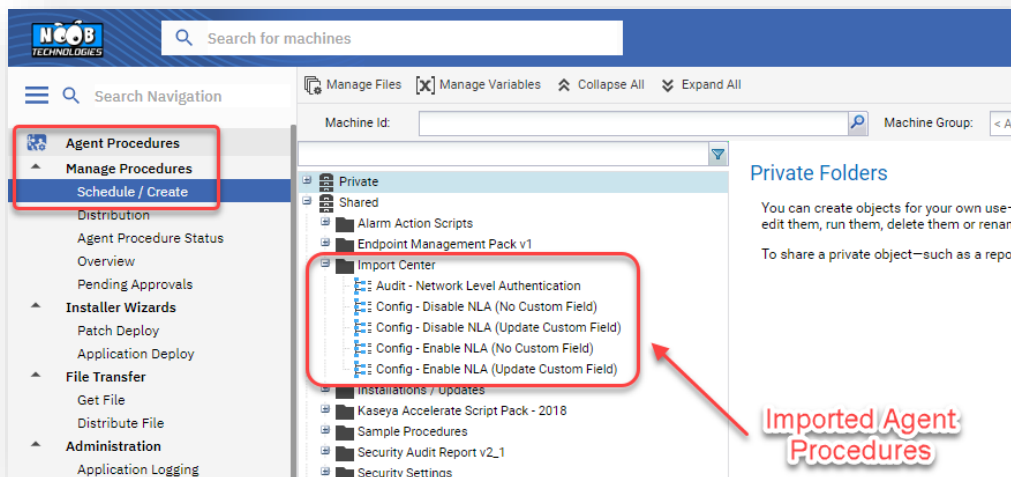 NOOB
TECHNOLOGIES
Search for machines
Search Navigation
Manage Files
[x] Manage Variables
Collapse All
Expand All
Machine Id:
Machine Group:
< A
Agent Procedures
Manage Procedures
Schedule / Create
Distribution
Agent Procedure Status
Overview
Pending Approvals
Installer Wizards
Patch Deploy
Application Deploy
File Transfer
Get File
Distribute File
Administration
Application Logging
Private
Shared
Alarm Action Scripts
Endpoint Management Pack v1
Import Center
Audit - Network Level Authentication
Config - Disable NLA (No Custom Field)
Config - Disable NLA (Update Custom Field)
Config - Enable NLA (No Custom Field)
Config - Enable NLA (Update Custom Field)
Installations / Updates
Kaseya Accelerate Script Pack - 2018
Sample Procedures
Security Audit Report v2_1
Security Settings
Private Folders
You can create objects for your own use-
edit them, run them, delete them or renam
To share a private object—such as a repo
Imported Agent
Procedures